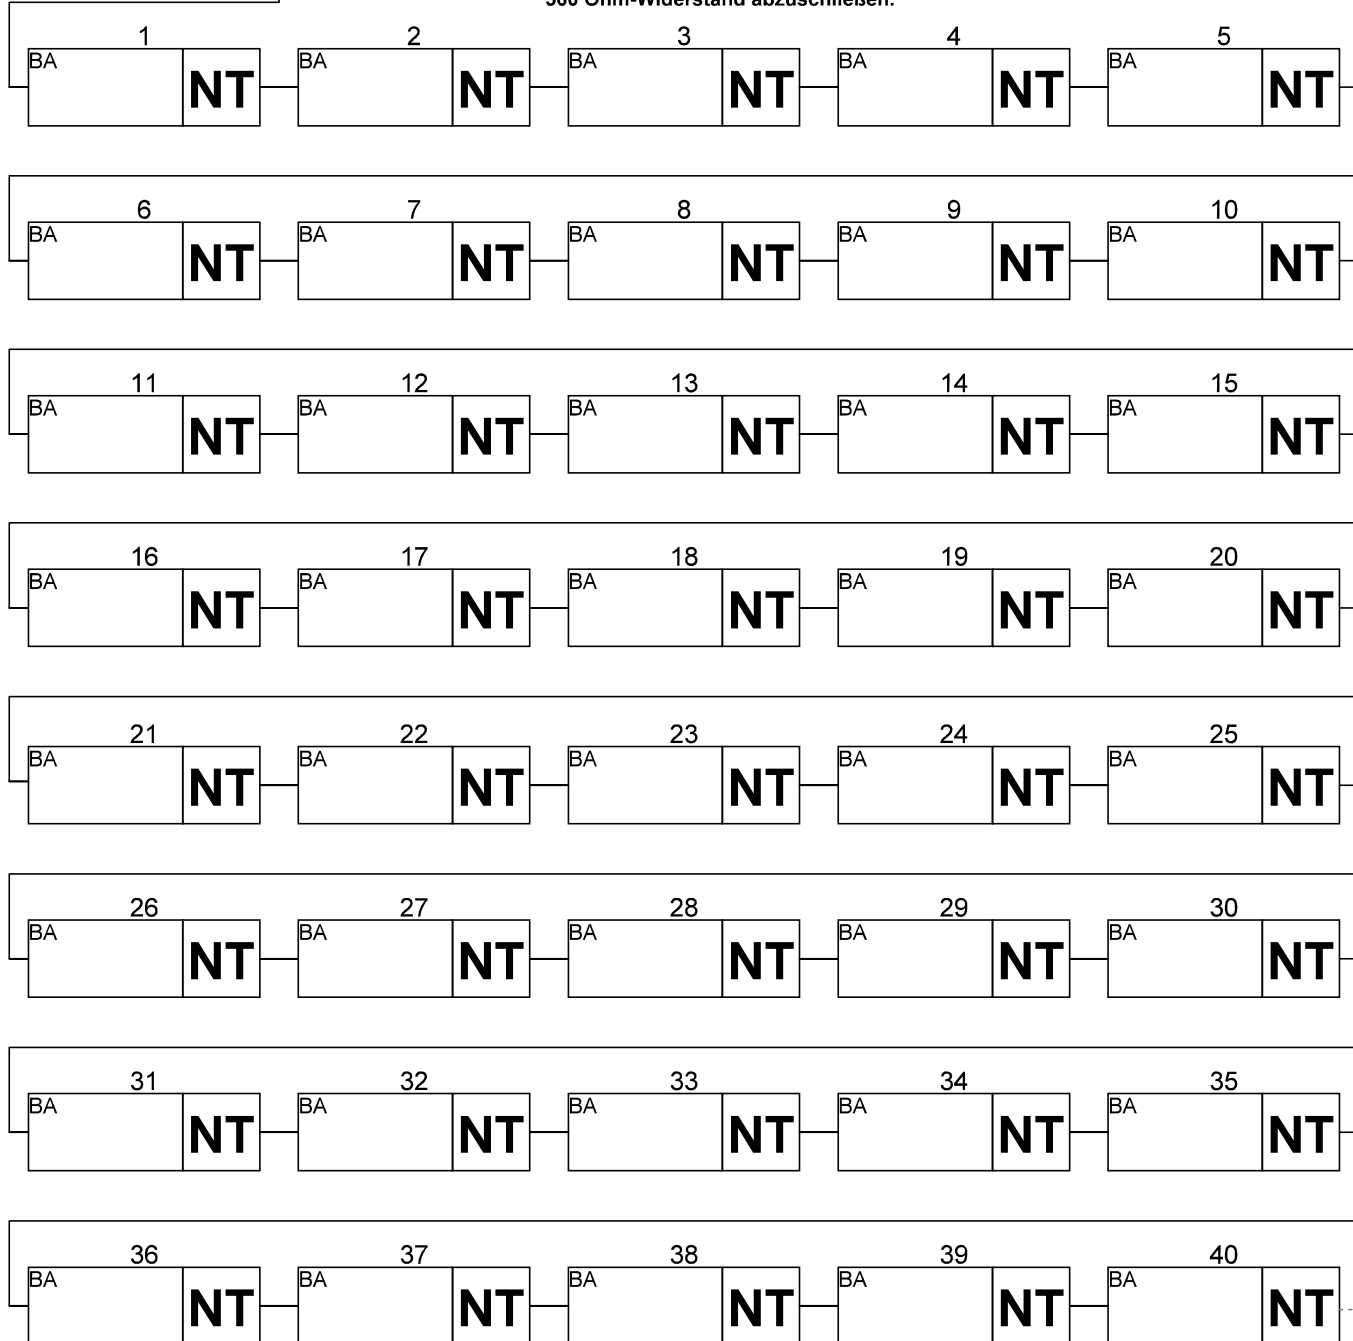 Ohm-Widerstand abzuschließen.
1 2 3 4 5
BA NT BA NT BA NT BA NT BA NT
6 7 8 9 10
BA NT BA NT BA NT BA NT BA NT
11 12 13 14 15
BA NT BA NT BA NT BA NT BA NT
16 17 18 19 20
BA NT BA NT BA NT BA NT BA NT
21 22 23 24 25
BA NT BA NT BA NT BA NT BA NT
26 27 28 29 30
BA NT BA NT BA NT BA NT BA NT
31 32 33 34 35
BA NT BA NT BA NT BA NT BA NT
36 37 38 39 40
BA NT BA NT BA NT BA NT BA NT